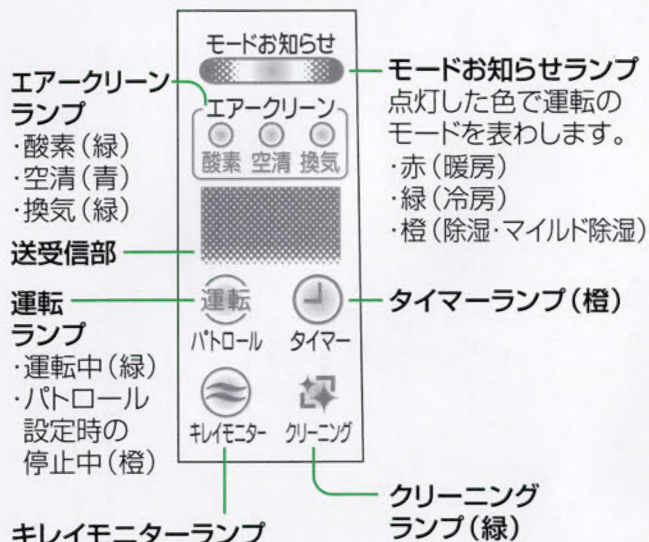 モードお知らせ
エアークリーン
酸素 空清 換気
運転
パトロール タイマー
キレイモニター クリーニング
エアークリーン
ランプ
・酸素(緑)
・空清(青)
・換気(緑)
送受信部
運転
ランプ
・運転中(緑)
・パトロール
設定時の
停止中(橙)
キレイモニターランプ
モードお知らせランプ
点灯した色で運転の
モードを表わします。
・赤(暖房)
・緑(冷房)
・橙(除湿・マイルド除湿)
タイマーランプ(橙)
クリーニング
ランプ(緑)